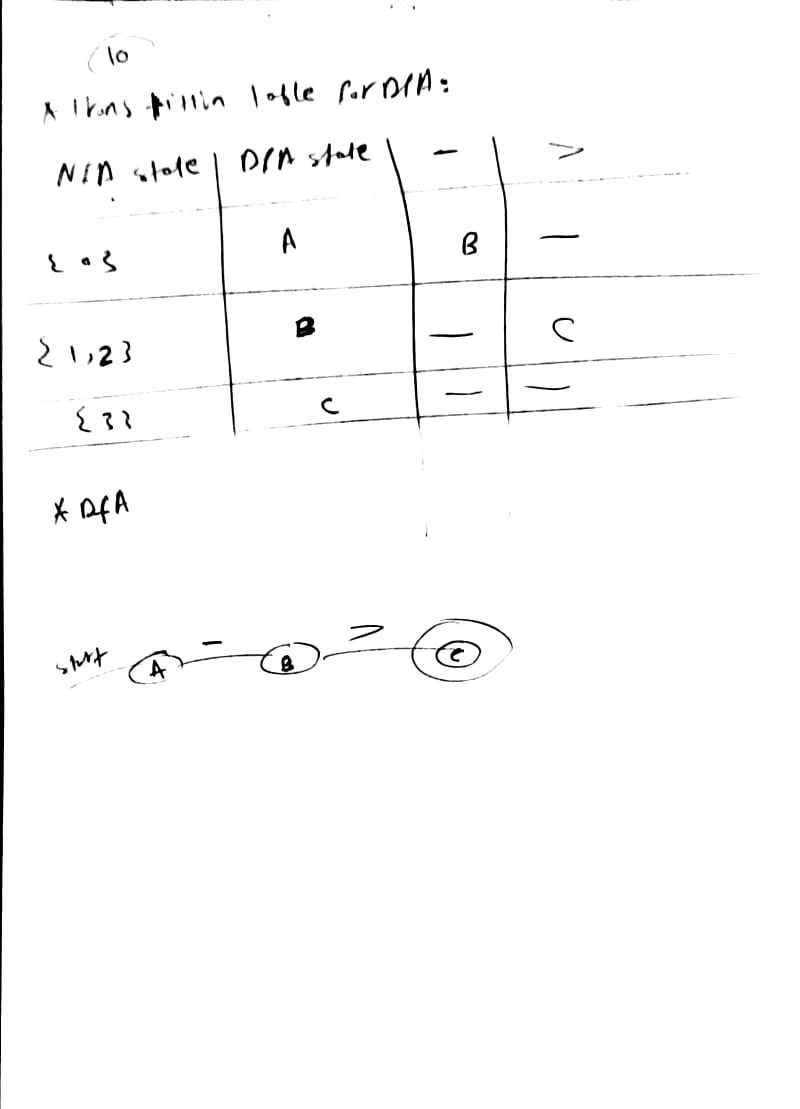 10
* Transition Table for DFA:
NFA state | DFA state | - | >
{0} | A | B | —
{1,2} | B | — | C
{3} | C | — | —
* DFA
start A - B > C